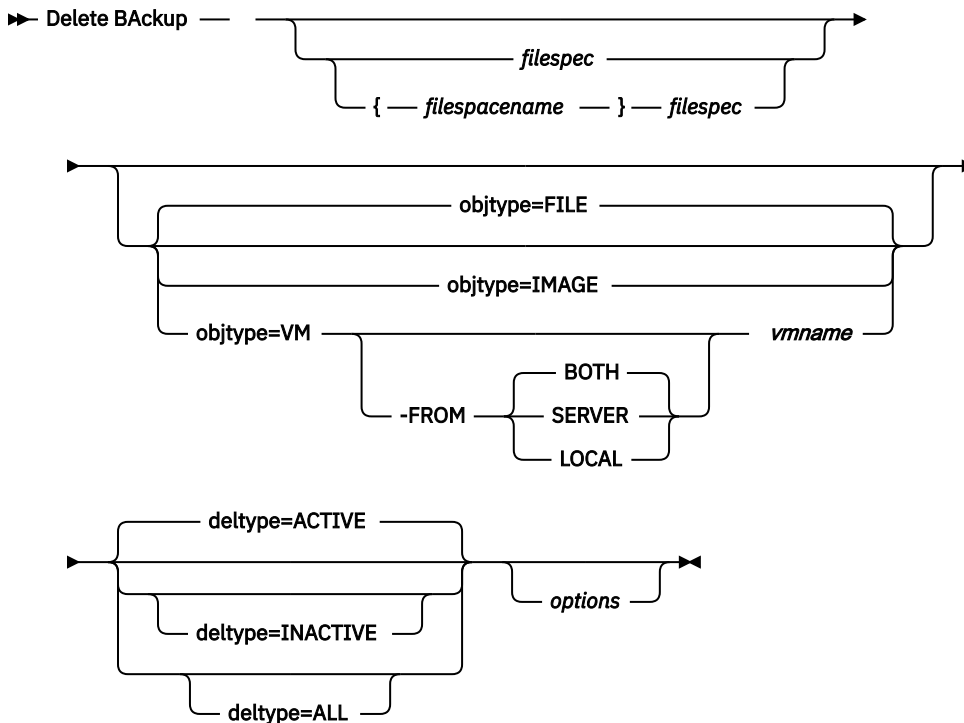 Delete BAckup
filespec
{ filespacename } filespec
objtype=FILE
objtype=IMAGE
objtype=VM vmname
BOTH
-FROM SERVER
LOCAL
deltype=ACTIVE
options
deltype=INACTIVE
deltype=ALL